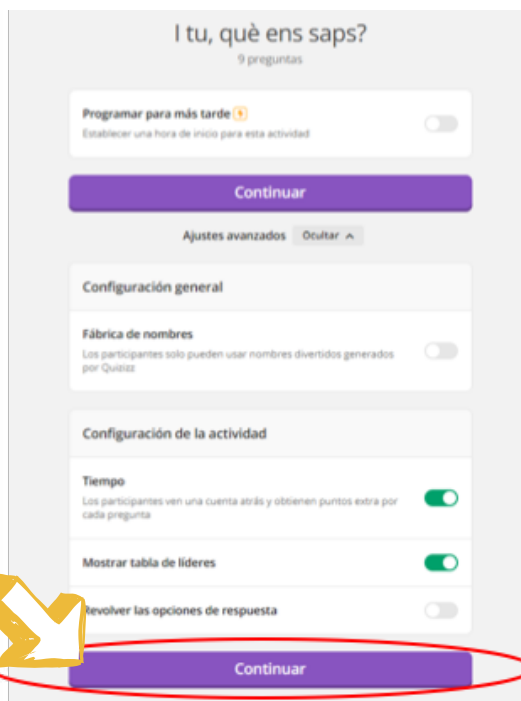 I tu, què ens saps?
9 preguntas
Programar para más tarde
Establecer una hora de inicio para esta actividad
Continuar
Ajustes avanzados Ocultar
Configuración general
Fábrica de nombres
Los participantes solo pueden usar nombres divertidos generados
por Quizizz
Configuración de la actividad
Tiempo
Los participantes ven una cuenta atrás y obtienen puntos extra por
cada pregunta
Mostrar tabla de líderes
Revolver las opciones de respuesta
Continuar